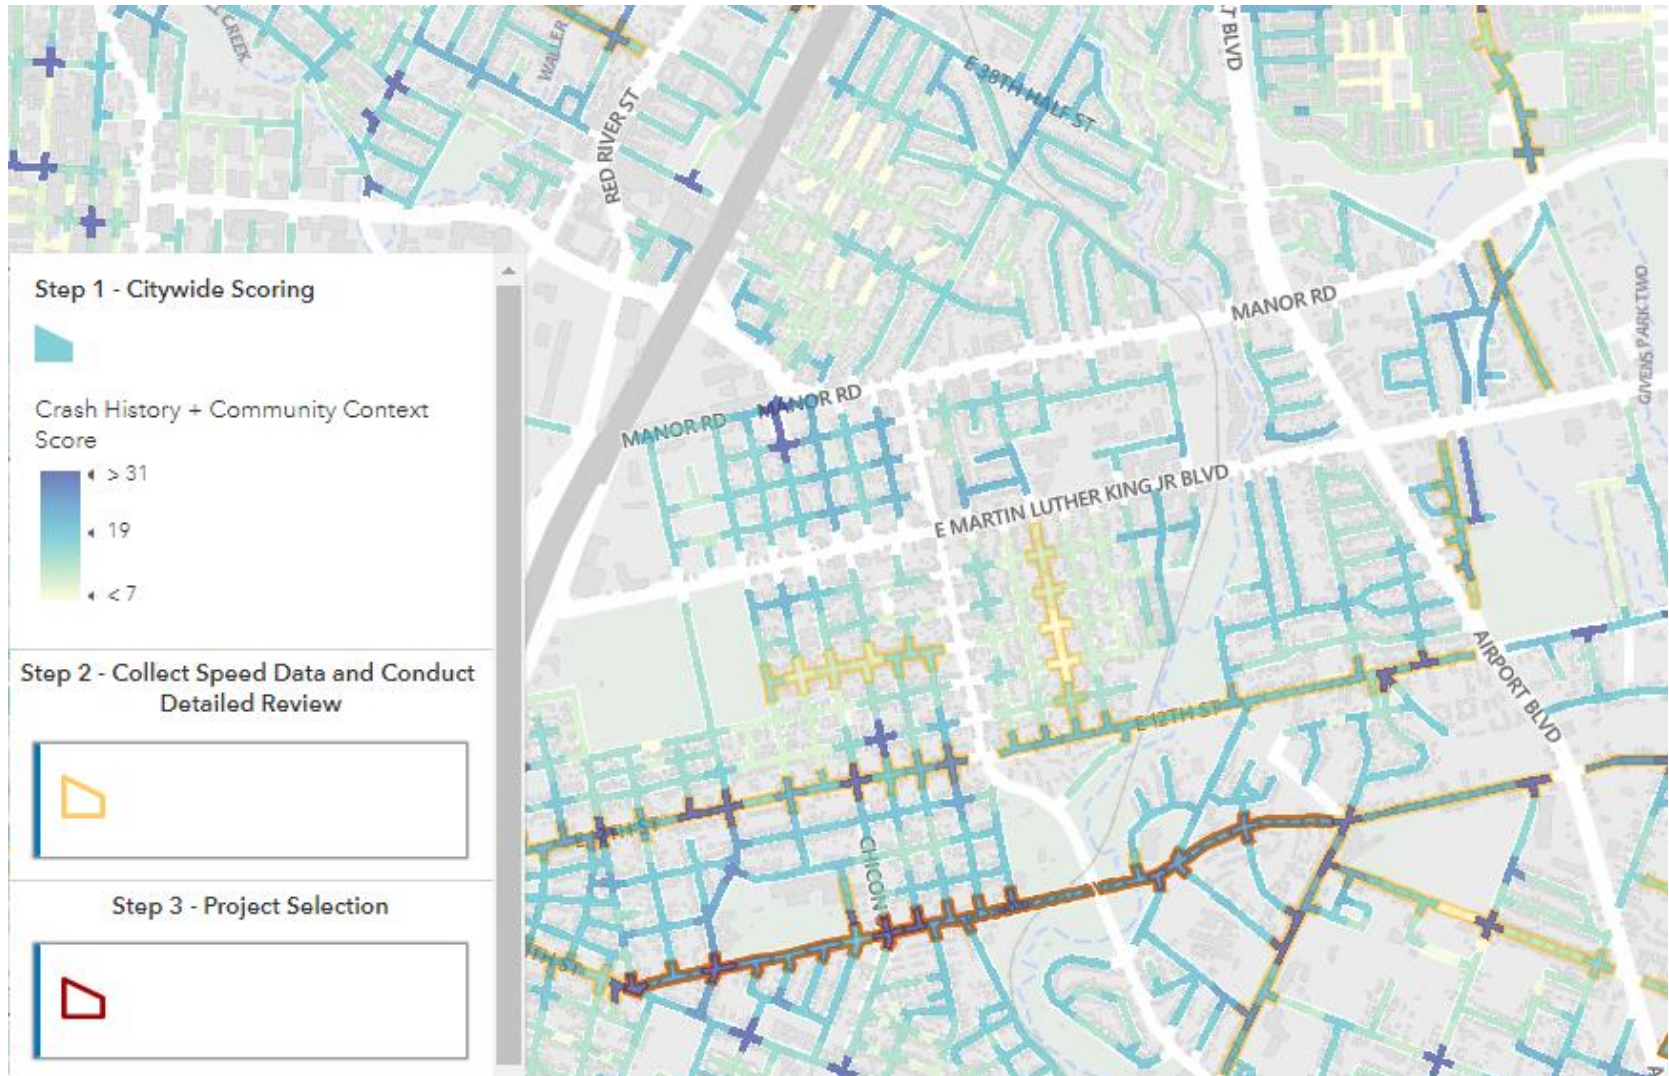 CREEK
WALLER
RED RIVER ST
E 38TH HALF ST
LT BLVD
MANOR RD
GIVENS PARK TWO
MANOR RD
MANOR RD
E MARTIN LUTHER KING JR BLVD
AIRPORT BLVD
E 12TH ST
CHICON
Step 1 - Citywide Scoring
Crash History + Community Context
Score
> 31
19
< 7
Step 2 - Collect Speed Data and Conduct
Detailed Review
Step 3 - Project Selection